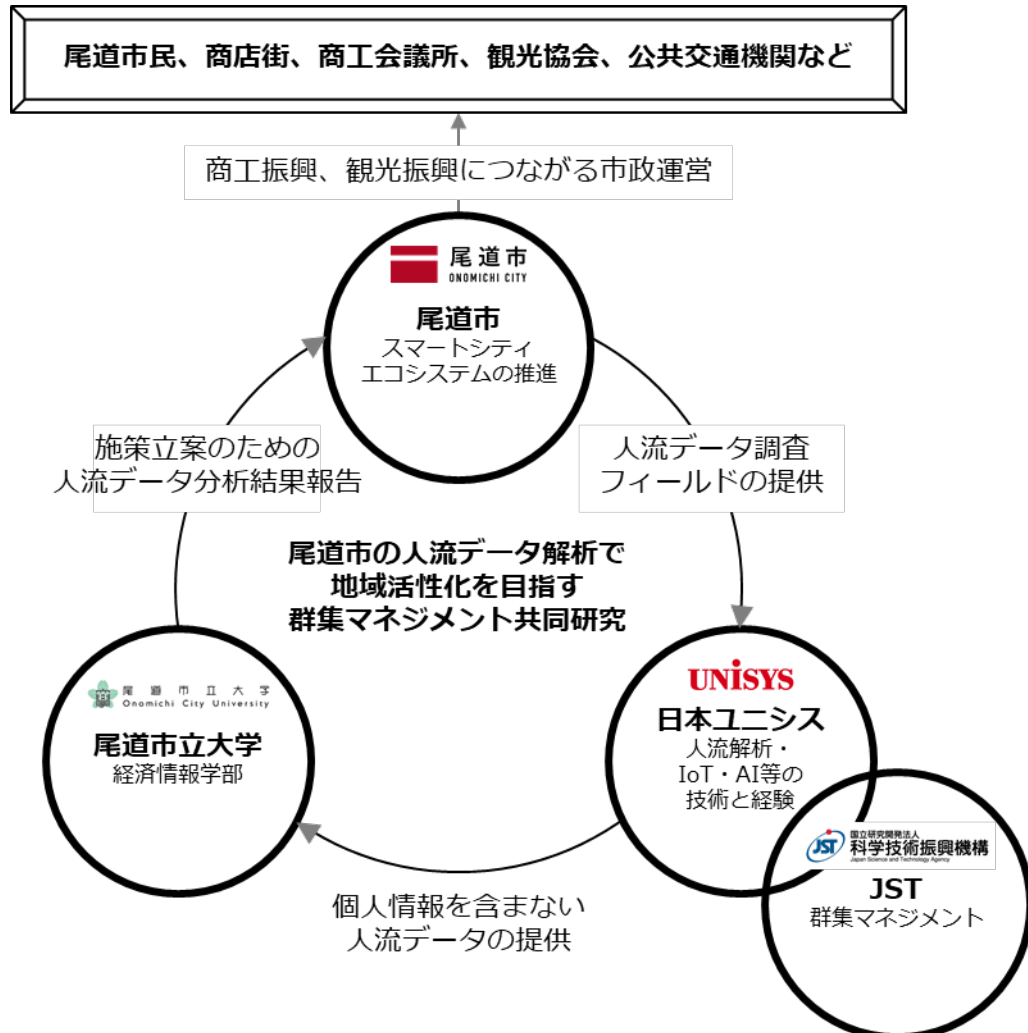 尾道市民、商店街、商工会議所、観光協会、公共交通機関など
商工振興、観光振興につながる市政運営
尾道市
ONOMICHI CITY
尾道市
スマートシティ
エコシステムの推進
施策立案のための
人流データ分析結果報告
人流データ調査
フィールドの提供
尾道市の人流データ解析で
地域活性化を目指す
群集マネジメント共同研究
尾道市立大学
Onomichi City University
尾道市立大学
経済情報学部
UNiSYS
日本ユニシス
人流解析・
IoT・AI等の
技術と経験
個人情報を含まない
人流データの提供
JST
国立研究開発法人
科学技術振興機構
Japan Science and Technology Agency
JST
群集マネジメント